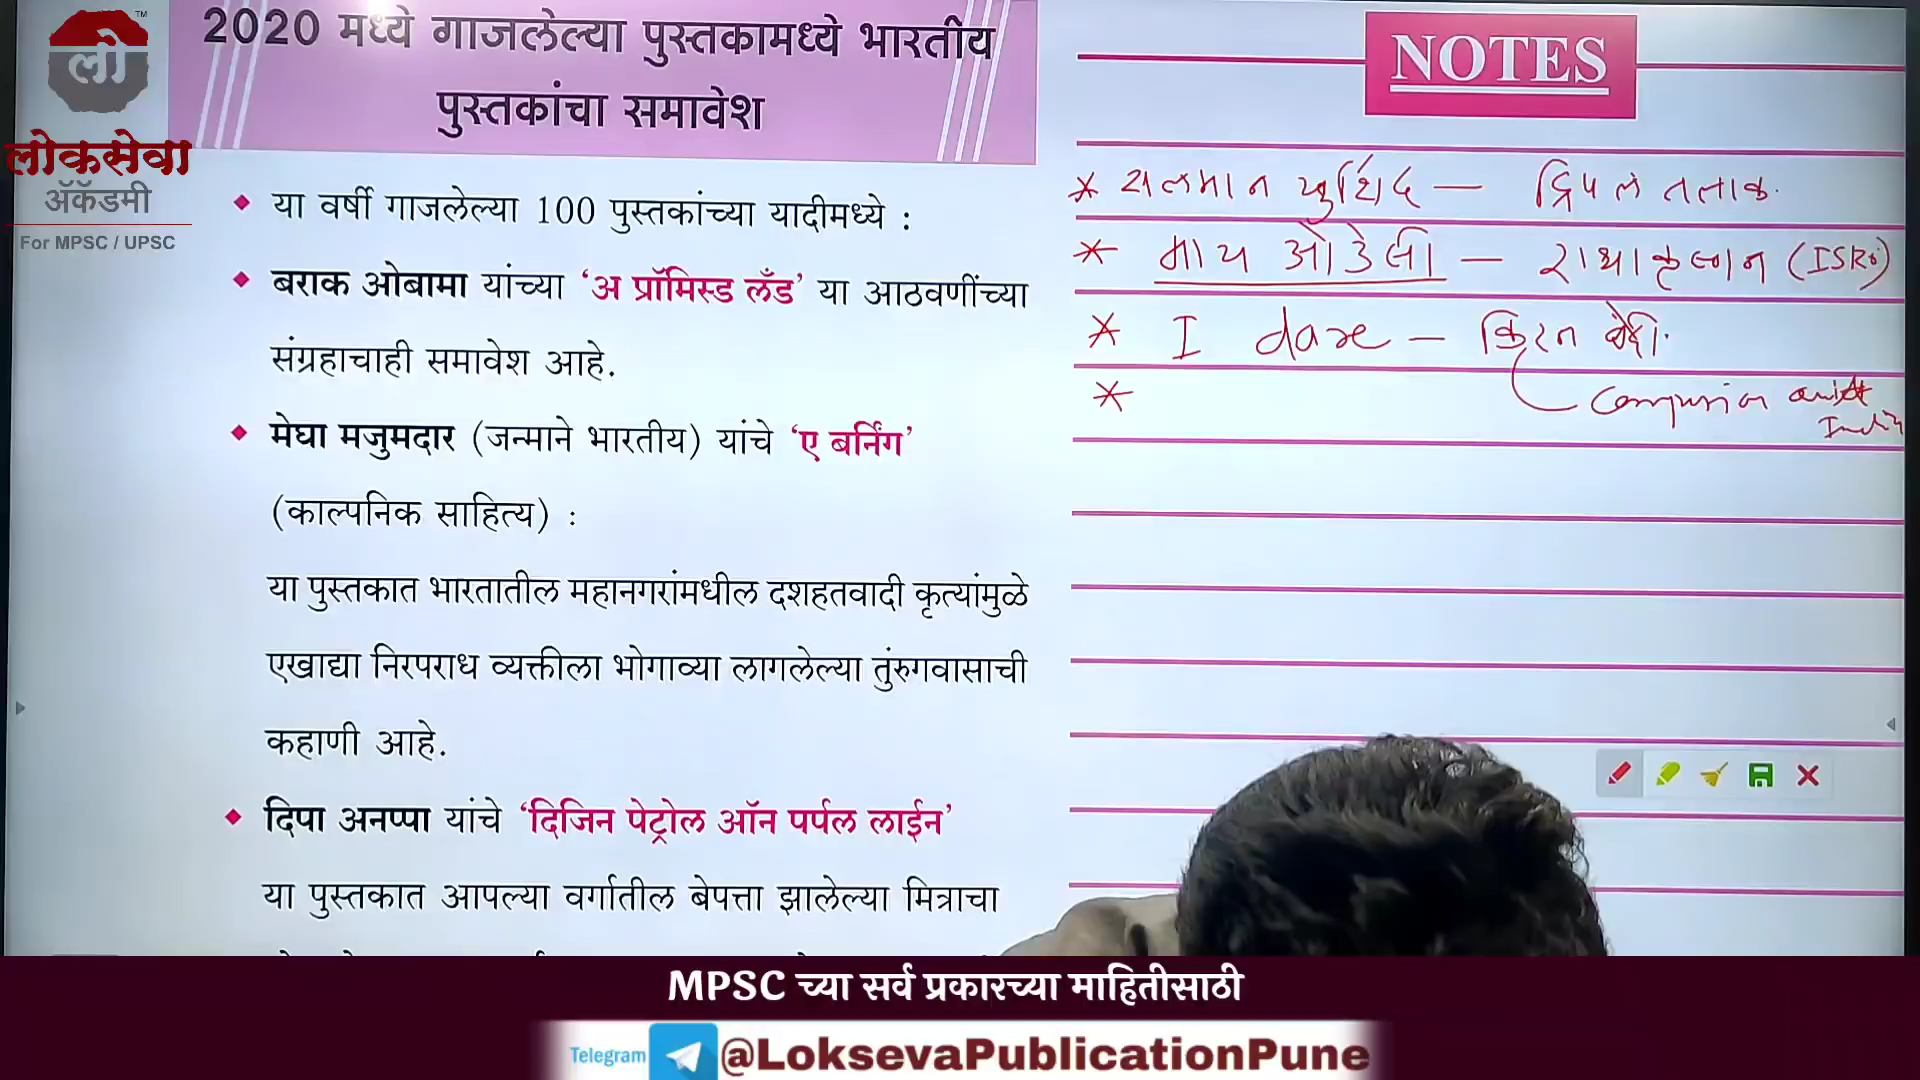 2020 मध्ये गाजलेल्या पुस्तकामध्ये भारतीय
पुस्तकांचा समावेश
लो
TM
लोकसेवा
ॲकॅडमी
For MPSC / UPSC
या वर्षी गाजलेल्या 100 पुस्तकांच्या यादीमध्ये :
बराक ओबामा यांच्या ‘अ प्रॉमिस्ड लँड’ या आठवणींच्या
संग्रहाचाही समावेश आहे.
मेघा मजुमदार (जन्माने भारतीय) यांचे ‘ए बर्निंग’
(काल्पनिक साहित्य) :
या पुस्तकात भारतातील महानगरांमधील दशहतवादी कृत्यांमुळे
एखाद्या निरपराध व्यक्तीला भोगाव्या लागलेल्या तुंरुगवासाची
कहाणी आहे.
दिपा अनप्पा यांचे ‘दिजिन पेट्रोल ऑन पर्पल लाईन’
या पुस्तकात आपल्या वर्गातील बेपत्ता झालेल्या मित्राचा
NOTES
* सलमान खुर्शिद — ट्रिपल तलाक.
* माय ओडेसी — राधाकृष्णन (ISRO)
* I dare — किरन बेदी.
*
India
MPSC च्या सर्व प्रकारच्या माहितीसाठी
Telegram @LoksevaPublicationPune